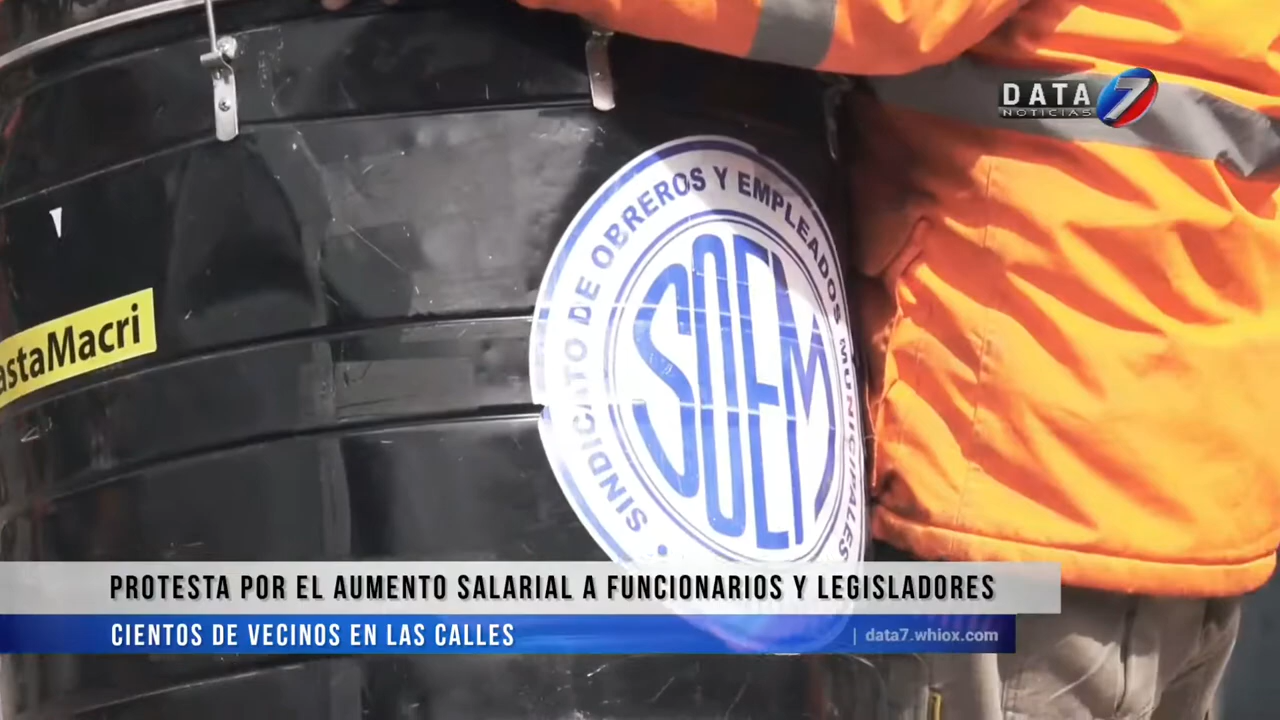 DATA 7
NOTICIAS
SINDICATO DE OBREROS Y EMPLEADOS MUNICIPALES
SOEM
astaMacri
PROTESTA POR EL AUMENTO SALARIAL A FUNCIONARIOS Y LEGISLADORES
CIENTOS DE VECINOS EN LAS CALLES
| data7.whiox.com